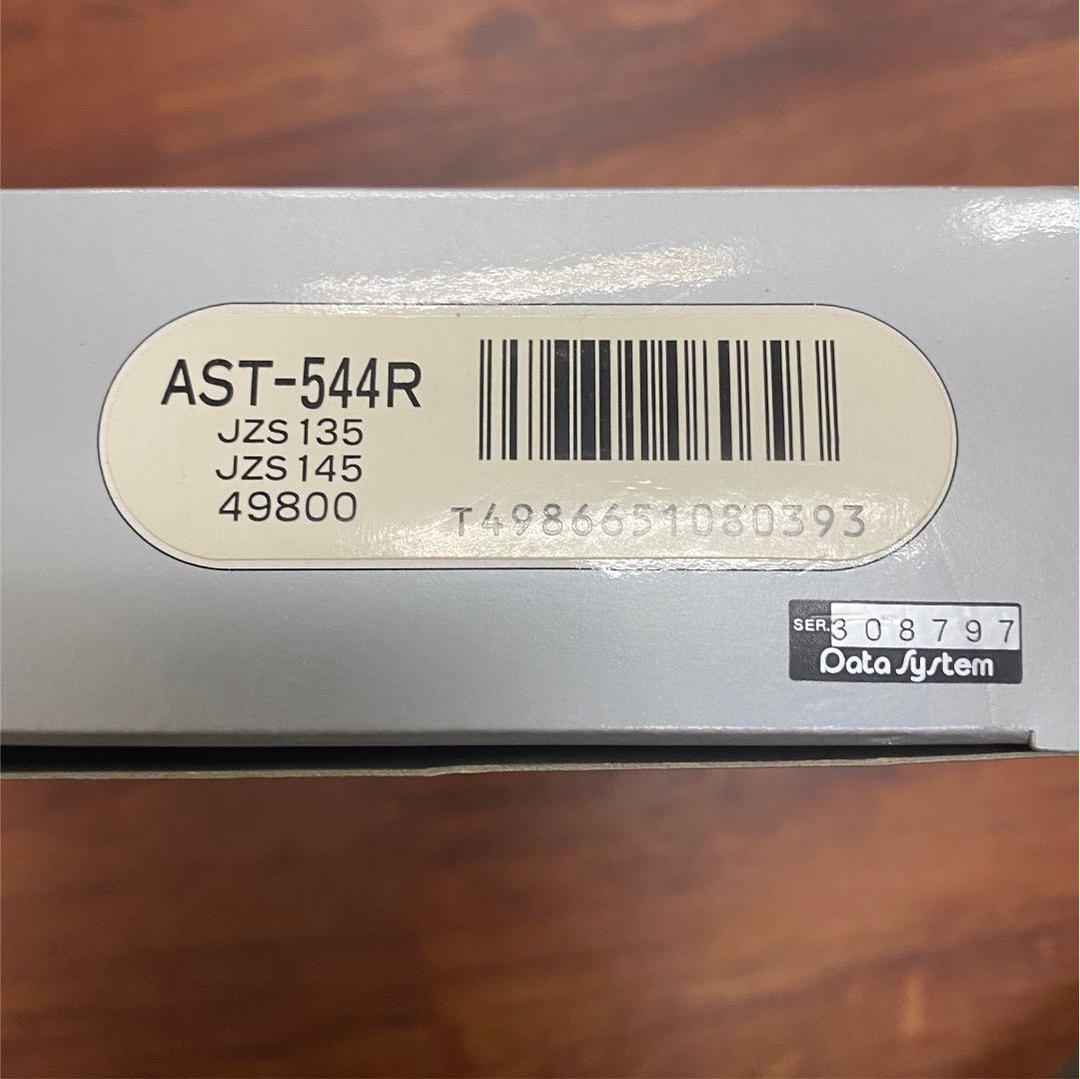 AST-544R
JZS135
JZS145
49800
T4986651080393
SER.308797
Data System